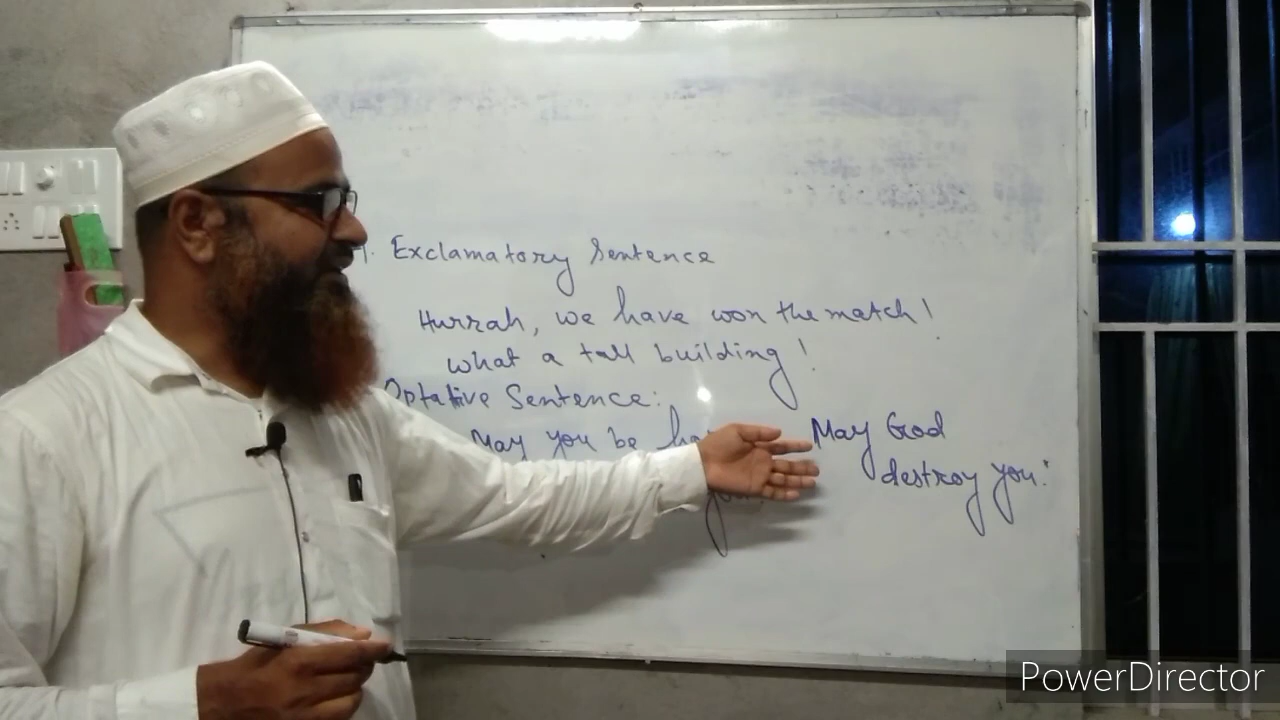 Exclamatory Sentence
Hurrah, we have won the match!
What a tall building!
Optative Sentence:
May you be
May God
destroy you!
PowerDirector